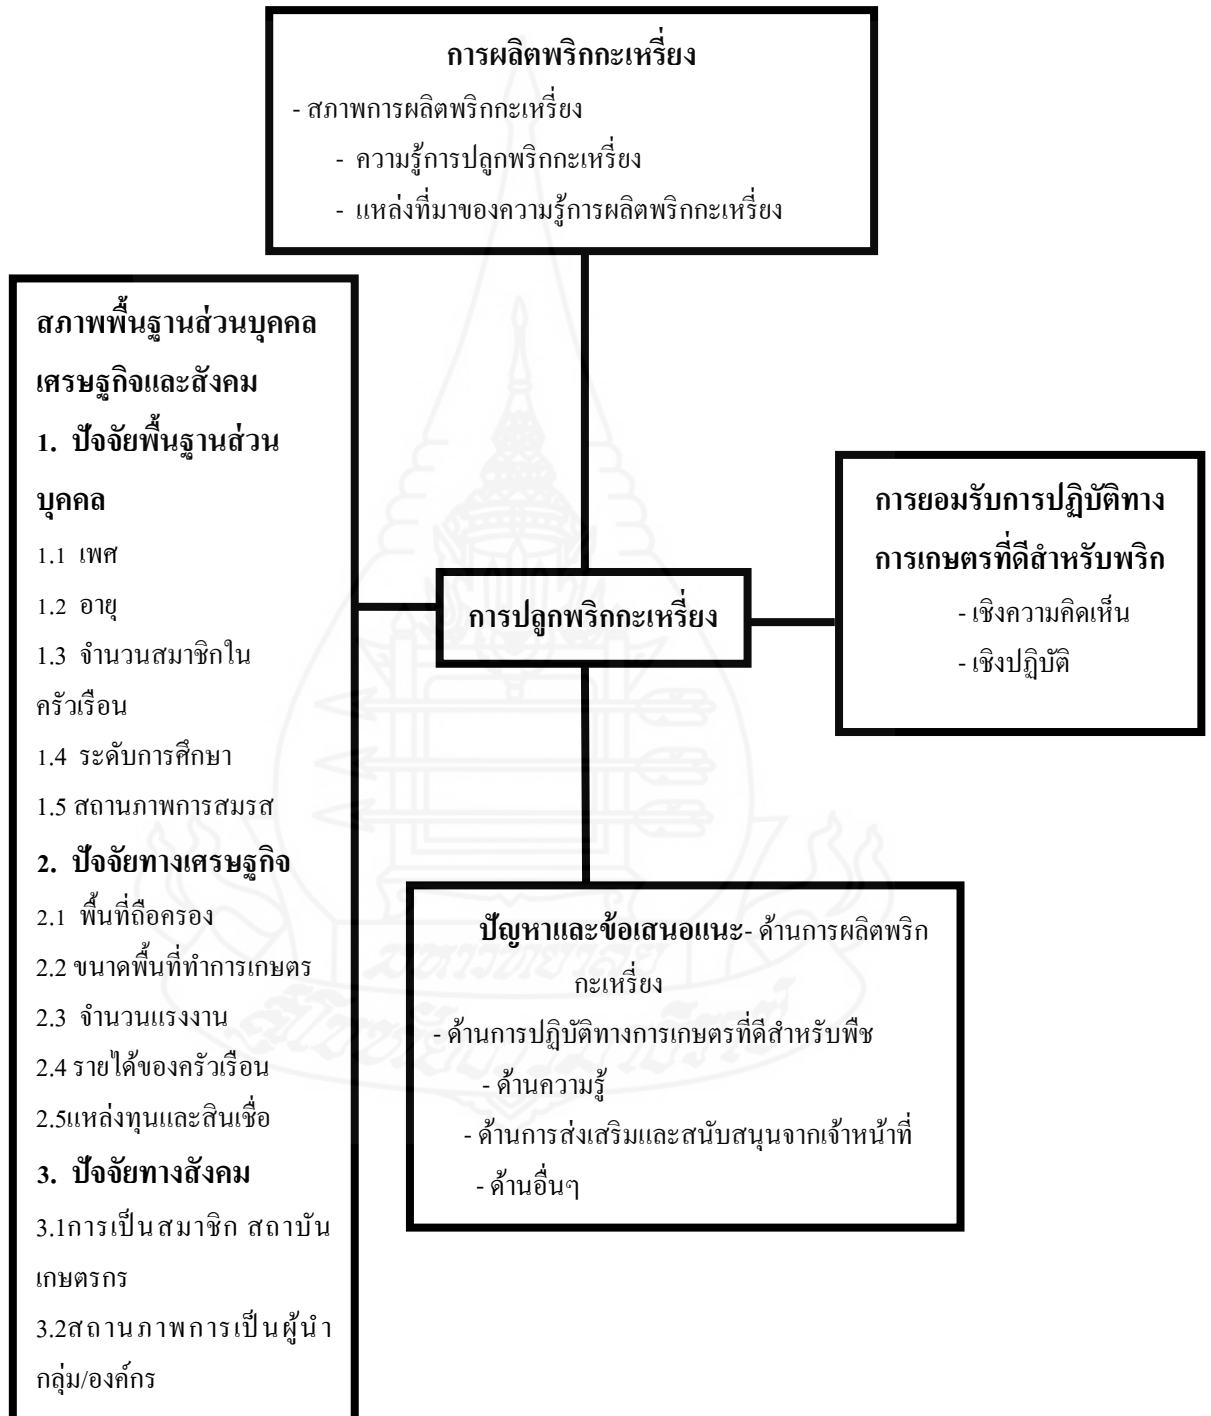 การผลิตพริกกะเหรี่ยง
- สภาพการผลิตพริกกะเหรี่ยง
- ความรู้การปลูกพริกกะเหรี่ยง
- แหล่งที่มาของความรู้การผลิตพริกกะเหรี่ยง
สภาพพื้นฐานส่วนบุคคล
เศรษฐกิจและสังคม
1. ปัจจัยพื้นฐานส่วน
บุคคล
1.1 เพศ
1.2 อายุ
1.3 จำนวนสมาชิกใน
ครัวเรือน
1.4 ระดับการศึกษา
1.5 สถานภาพการสมรส
2. ปัจจัยทางเศรษฐกิจ
2.1 พื้นที่ถือครอง
2.2 ขนาดพื้นที่ทำการเกษตร
2.3 จำนวนแรงงาน
2.4 รายได้ของครัวเรือน
2.5แหล่งทุนและสินเชื่อ
3. ปัจจัยทางสังคม
3.1การเป็นสมาชิก สถาบัน
เกษตรกร
3.2สถานภาพการเป็นผู้นำ
กลุ่ม/องค์กร
การปลูกพริกกะเหรี่ยง
การยอมรับการปฏิบัติทาง
การเกษตรที่ดีสำหรับพริก
- เชิงความคิดเห็น
- เชิงปฏิบัติ
ปัญหาและข้อเสนอแนะ- ด้านการผลิตพริก
กะเหรี่ยง
- ด้านการปฏิบัติทางการเกษตรที่ดีสำหรับพืช
- ด้านความรู้
- ด้านการส่งเสริมและสนับสนุนจากเจ้าหน้าที่
- ด้านอื่นๆ
มหาวิทยาลัย
สุโขทัยธรรมาธิราช